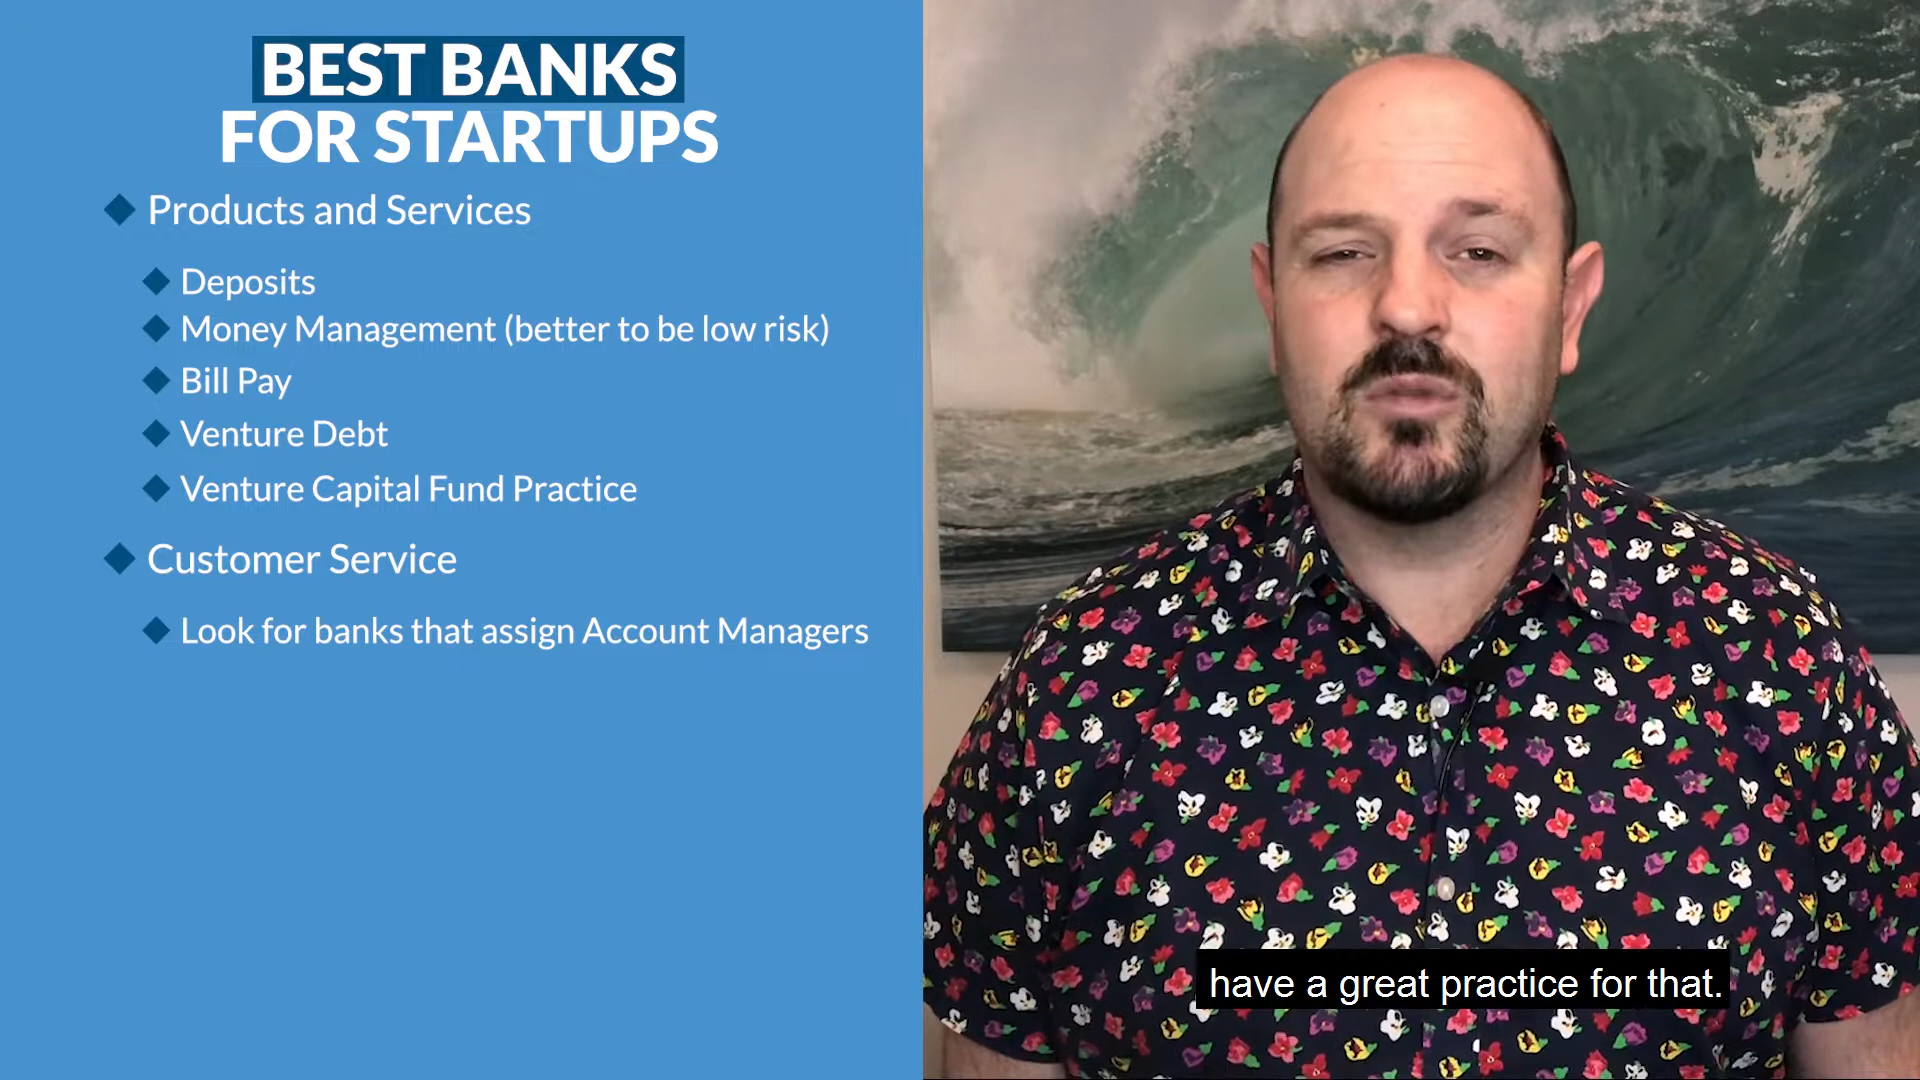 BEST BANKS
FOR STARTUPS
Products and Services
Deposits
Money Management (better to be low risk)
Bill Pay
Venture Debt
Venture Capital Fund Practice
Customer Service
Look for banks that assign Account Managers
have a great practice for that.